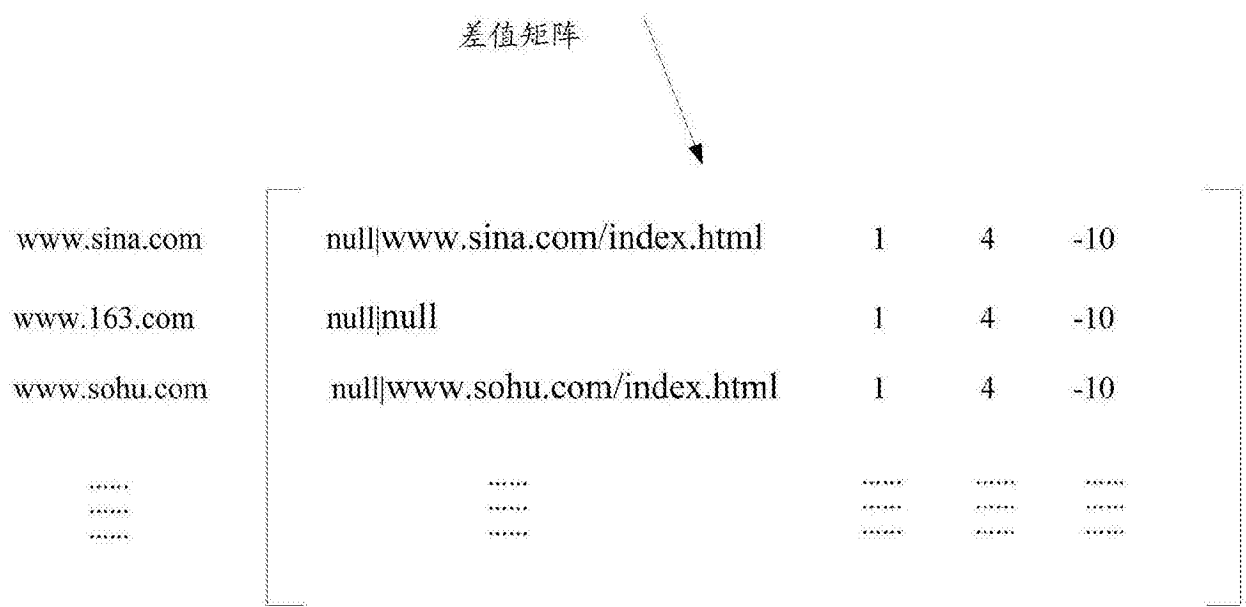 差值矩阵
www.sina.com null|www.sina.com/index.html 1 4 -10
www.163.com null|null 1 4 -10
www.sohu.com null|www.sohu.com/index.html 1 4 -10
...... ...... ...... ...... ......
...... ...... ...... ...... ......
...... ...... ...... ...... ......